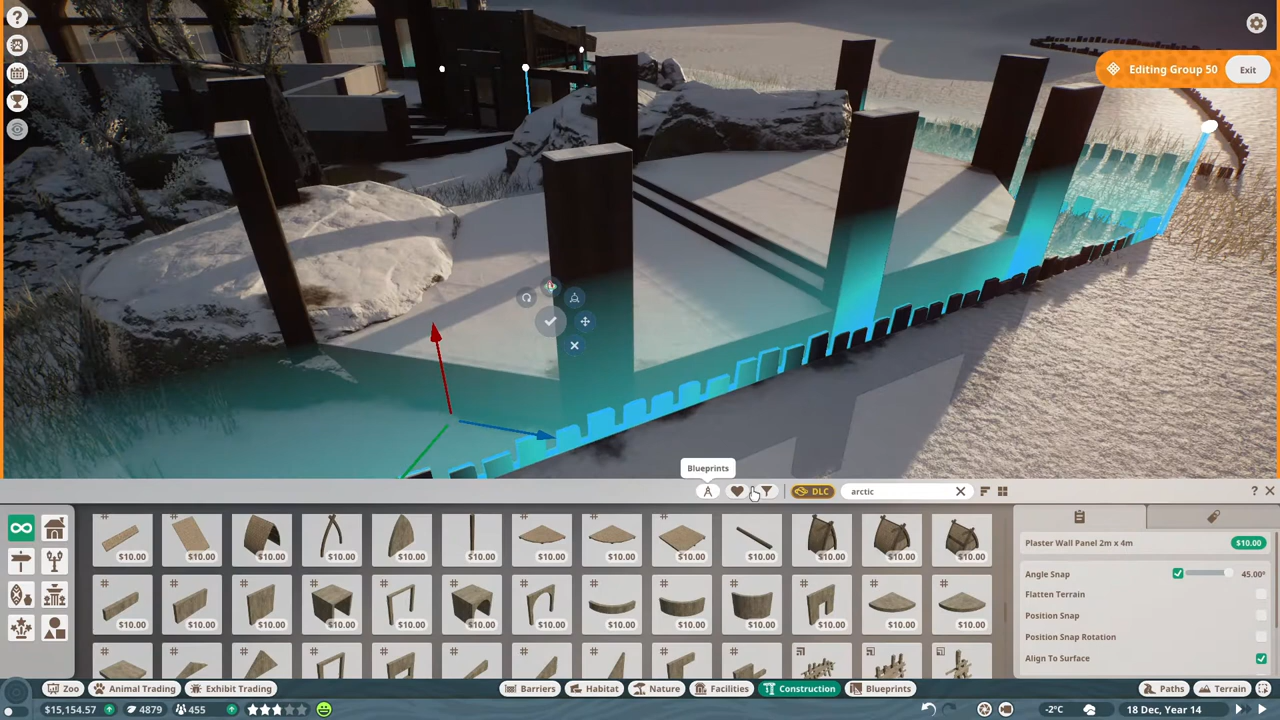 ?
Editing Group 50
Exit
Blueprints
DLC
arctic
?
$10.00 $10.00 $10.00 $10.00 $10.00 $10.00 $10.00 $10.00 $10.00 $10.00 $10.00 $10.00 $10.00
$10.00 $10.00 $10.00 $10.00 $10.00 $10.00 $10.00 $10.00 $10.00 $10.00 $10.00 $10.00 $10.00
Plaster Wall Panel 2m x 4m $10.00
Angle Snap 45.00°
Flatten Terrain
Position Snap
Position Snap Rotation
Align To Surface
Zoo Animal Trading Exhibit Trading Barriers Habitat Nature Facilities Construction Blueprints Paths Terrain
$15,154.57 4879 455 -2°C 18 Dec, Year 14